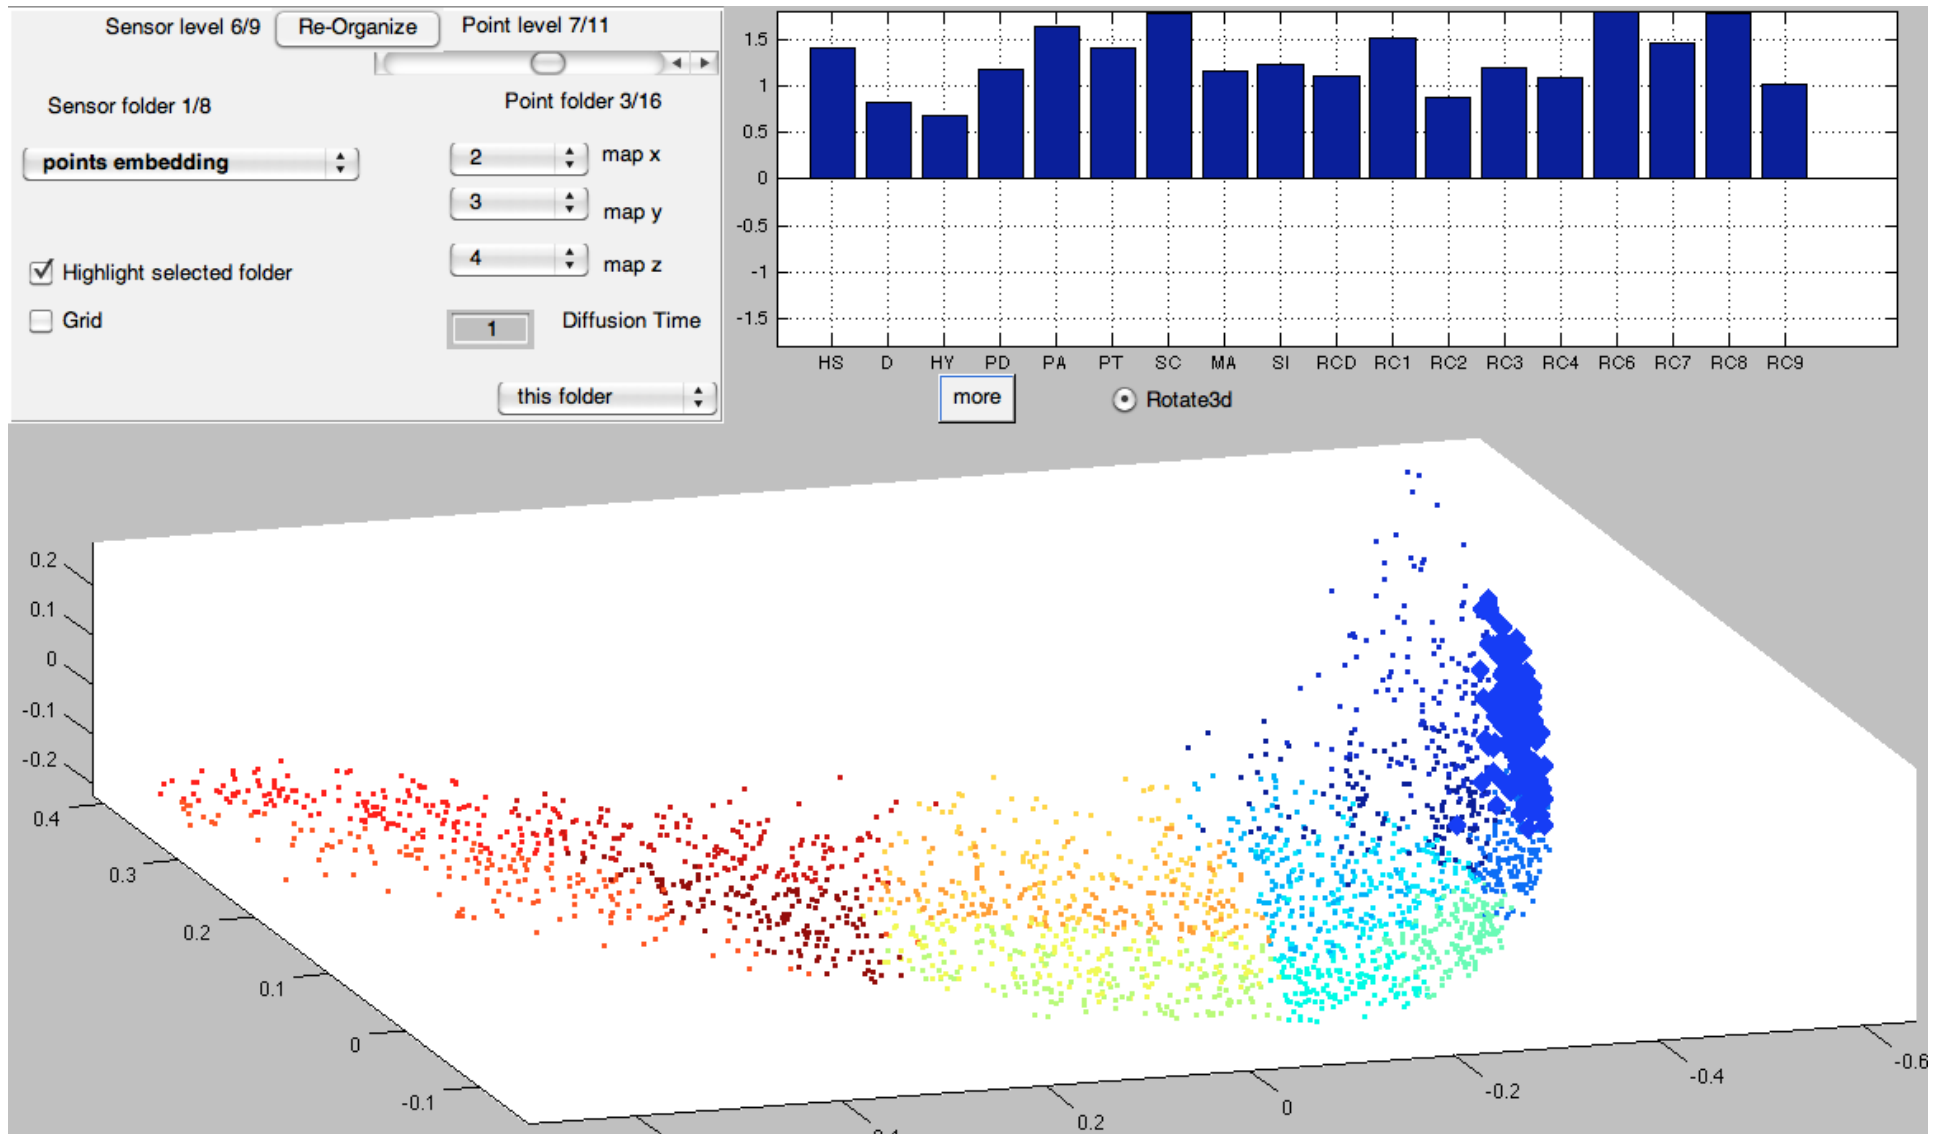 Sensor level 6/9 Re-Organize Point level 7/11
Sensor folder 1/8
Point folder 3/16
points embedding
2 map x
3 map y
4 map z
Highlight selected folder
Grid
1 Diffusion Time
this folder
1.5
1
0.5
0
-0.5
-1
-1.5
HS D HY PD PA PT SC MA SI RCD RC1 RC2 RC3 RC4 RC6 RC7 RC8 RC9
more Rotate3d
0.2
0.1
0
-0.1
-0.2
0.4
0.3
0.2
0.1
0
-0.1
0.2
0
-0.2
-0.4
-0.6